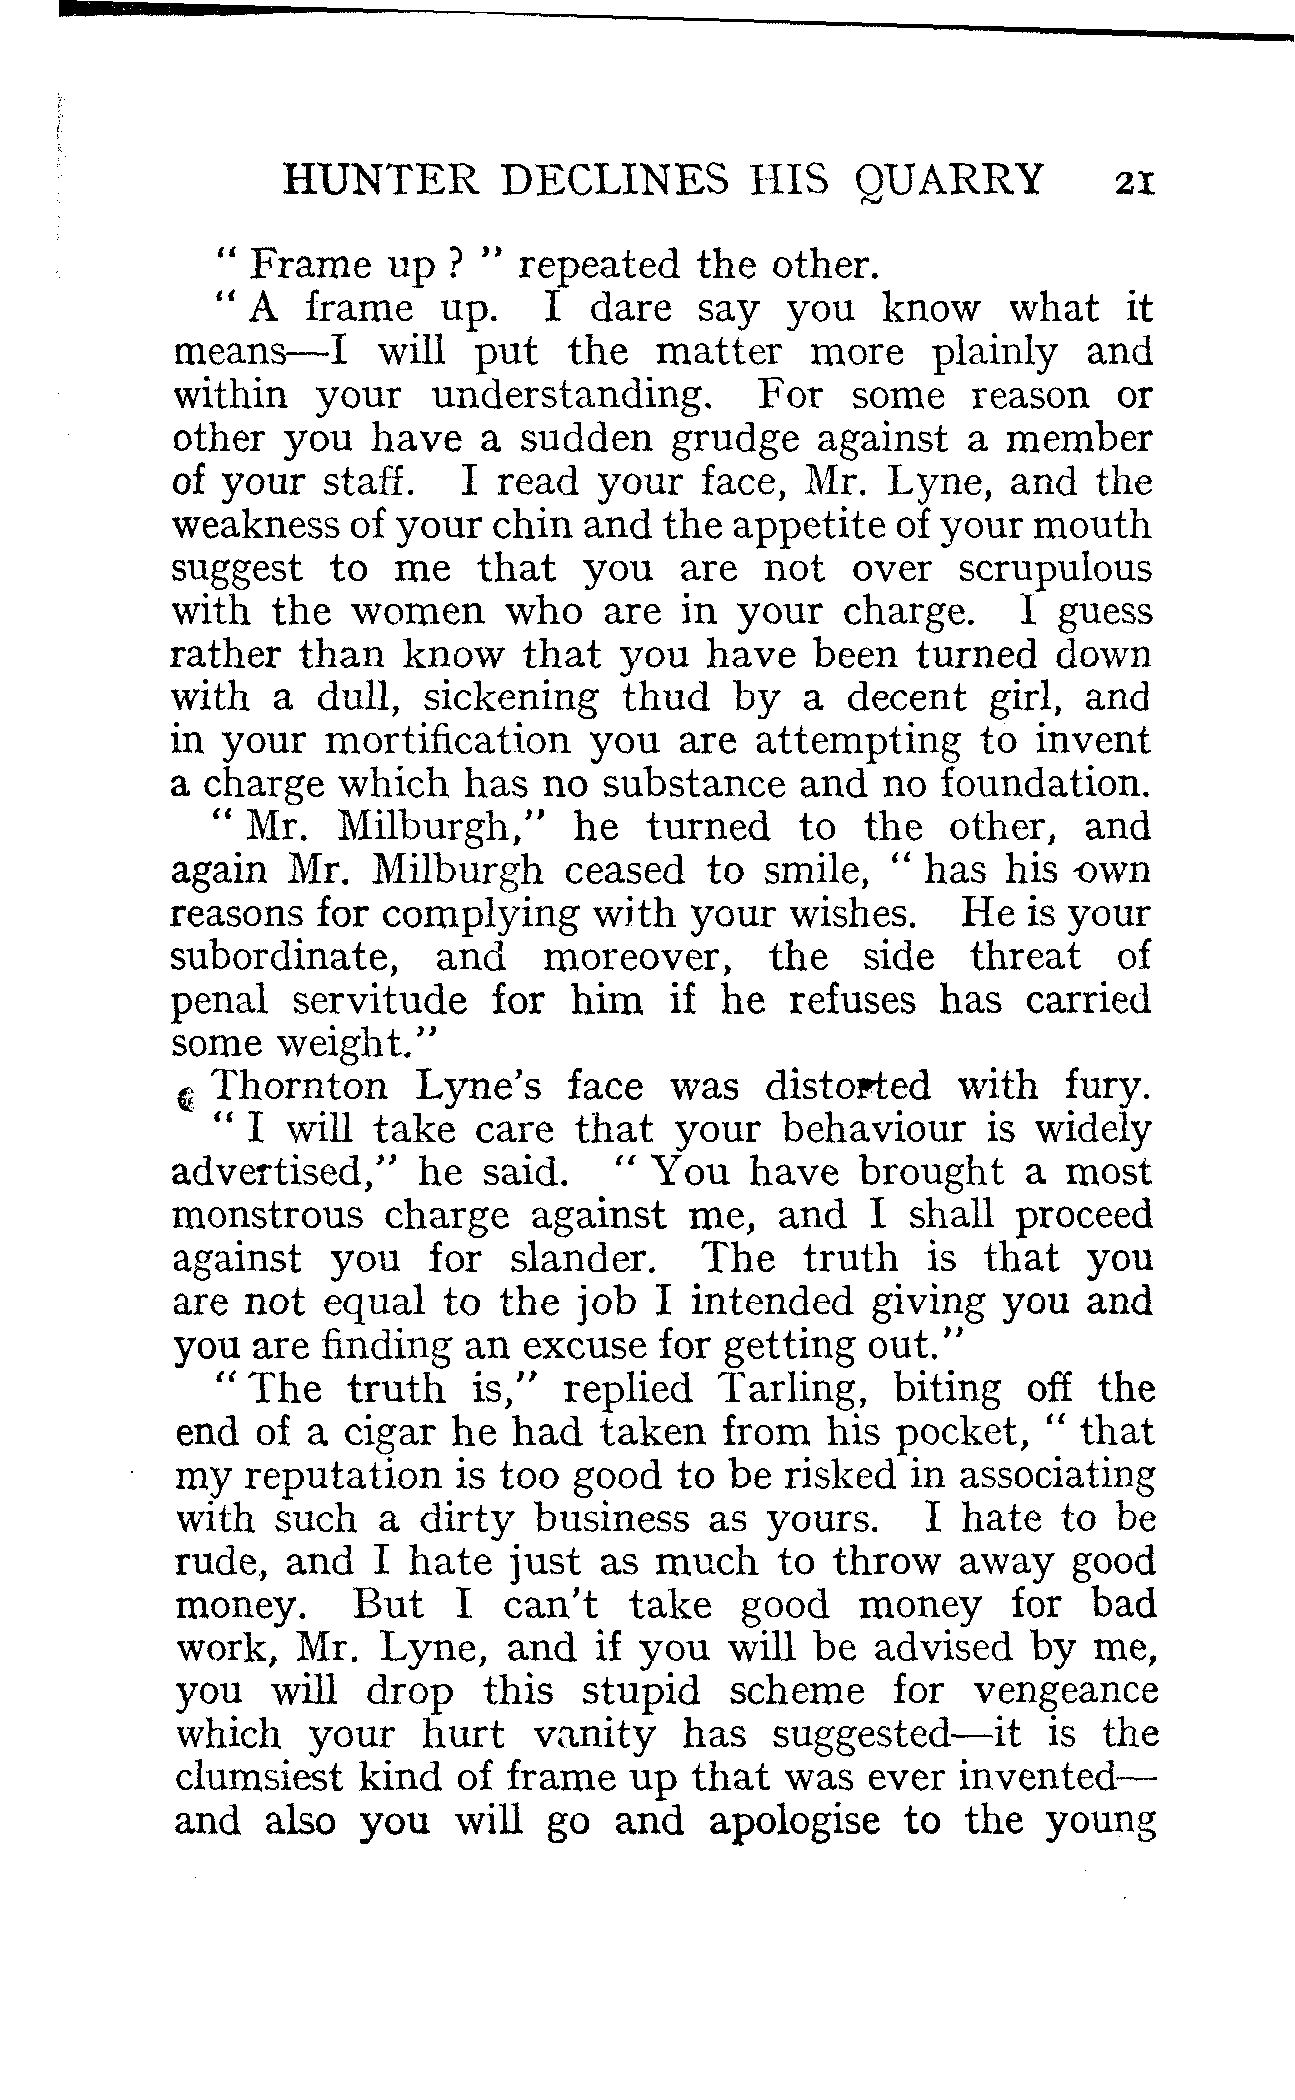 HUNTER DECLINES HIS QUARRY 21
" Frame up ? " repeated the other.
" A frame up. I dare say you know what it
means—I will put the matter more plainly and
within your understanding. For some reason or
other you have a sudden grudge against a member
of your staff. I read your face, Mr. Lyne, and the
weakness of your chin and the appetite of your mouth
suggest to me that you are not over scrupulous
with the women who are in your charge. I guess
rather than know that you have been turned down
with a dull, sickening thud by a decent girl, and
in your mortification you are attempting to invent
a charge which has no substance and no foundation.
" Mr. Milburgh," he turned to the other, and
again Mr. Milburgh ceased to smile, " has his own
reasons for complying with your wishes. He is your
subordinate, and moreover, the side threat of
penal servitude for him if he refuses has carried
some weight."
Thornton Lyne's face was distorted with fury.
" I will take care that your behaviour is widely
advertised," he said. " You have brought a most
monstrous charge against me, and I shall proceed
against you for slander. The truth is that you
are not equal to the job I intended giving you and
you are finding an excuse for getting out."
" The truth is," replied Tarling, biting off the
end of a cigar he had taken from his pocket, " that
my reputation is too good to be risked in associating
with such a dirty business as yours. I hate to be
rude, and I hate just as much to throw away good
money. But I can't take good money for bad
work, Mr. Lyne, and if you will be advised by me,
you will drop this stupid scheme for vengeance
which your hurt vanity has suggested—it is the
clumsiest kind of frame up that was ever invented—
and also you will go and apologise to the young